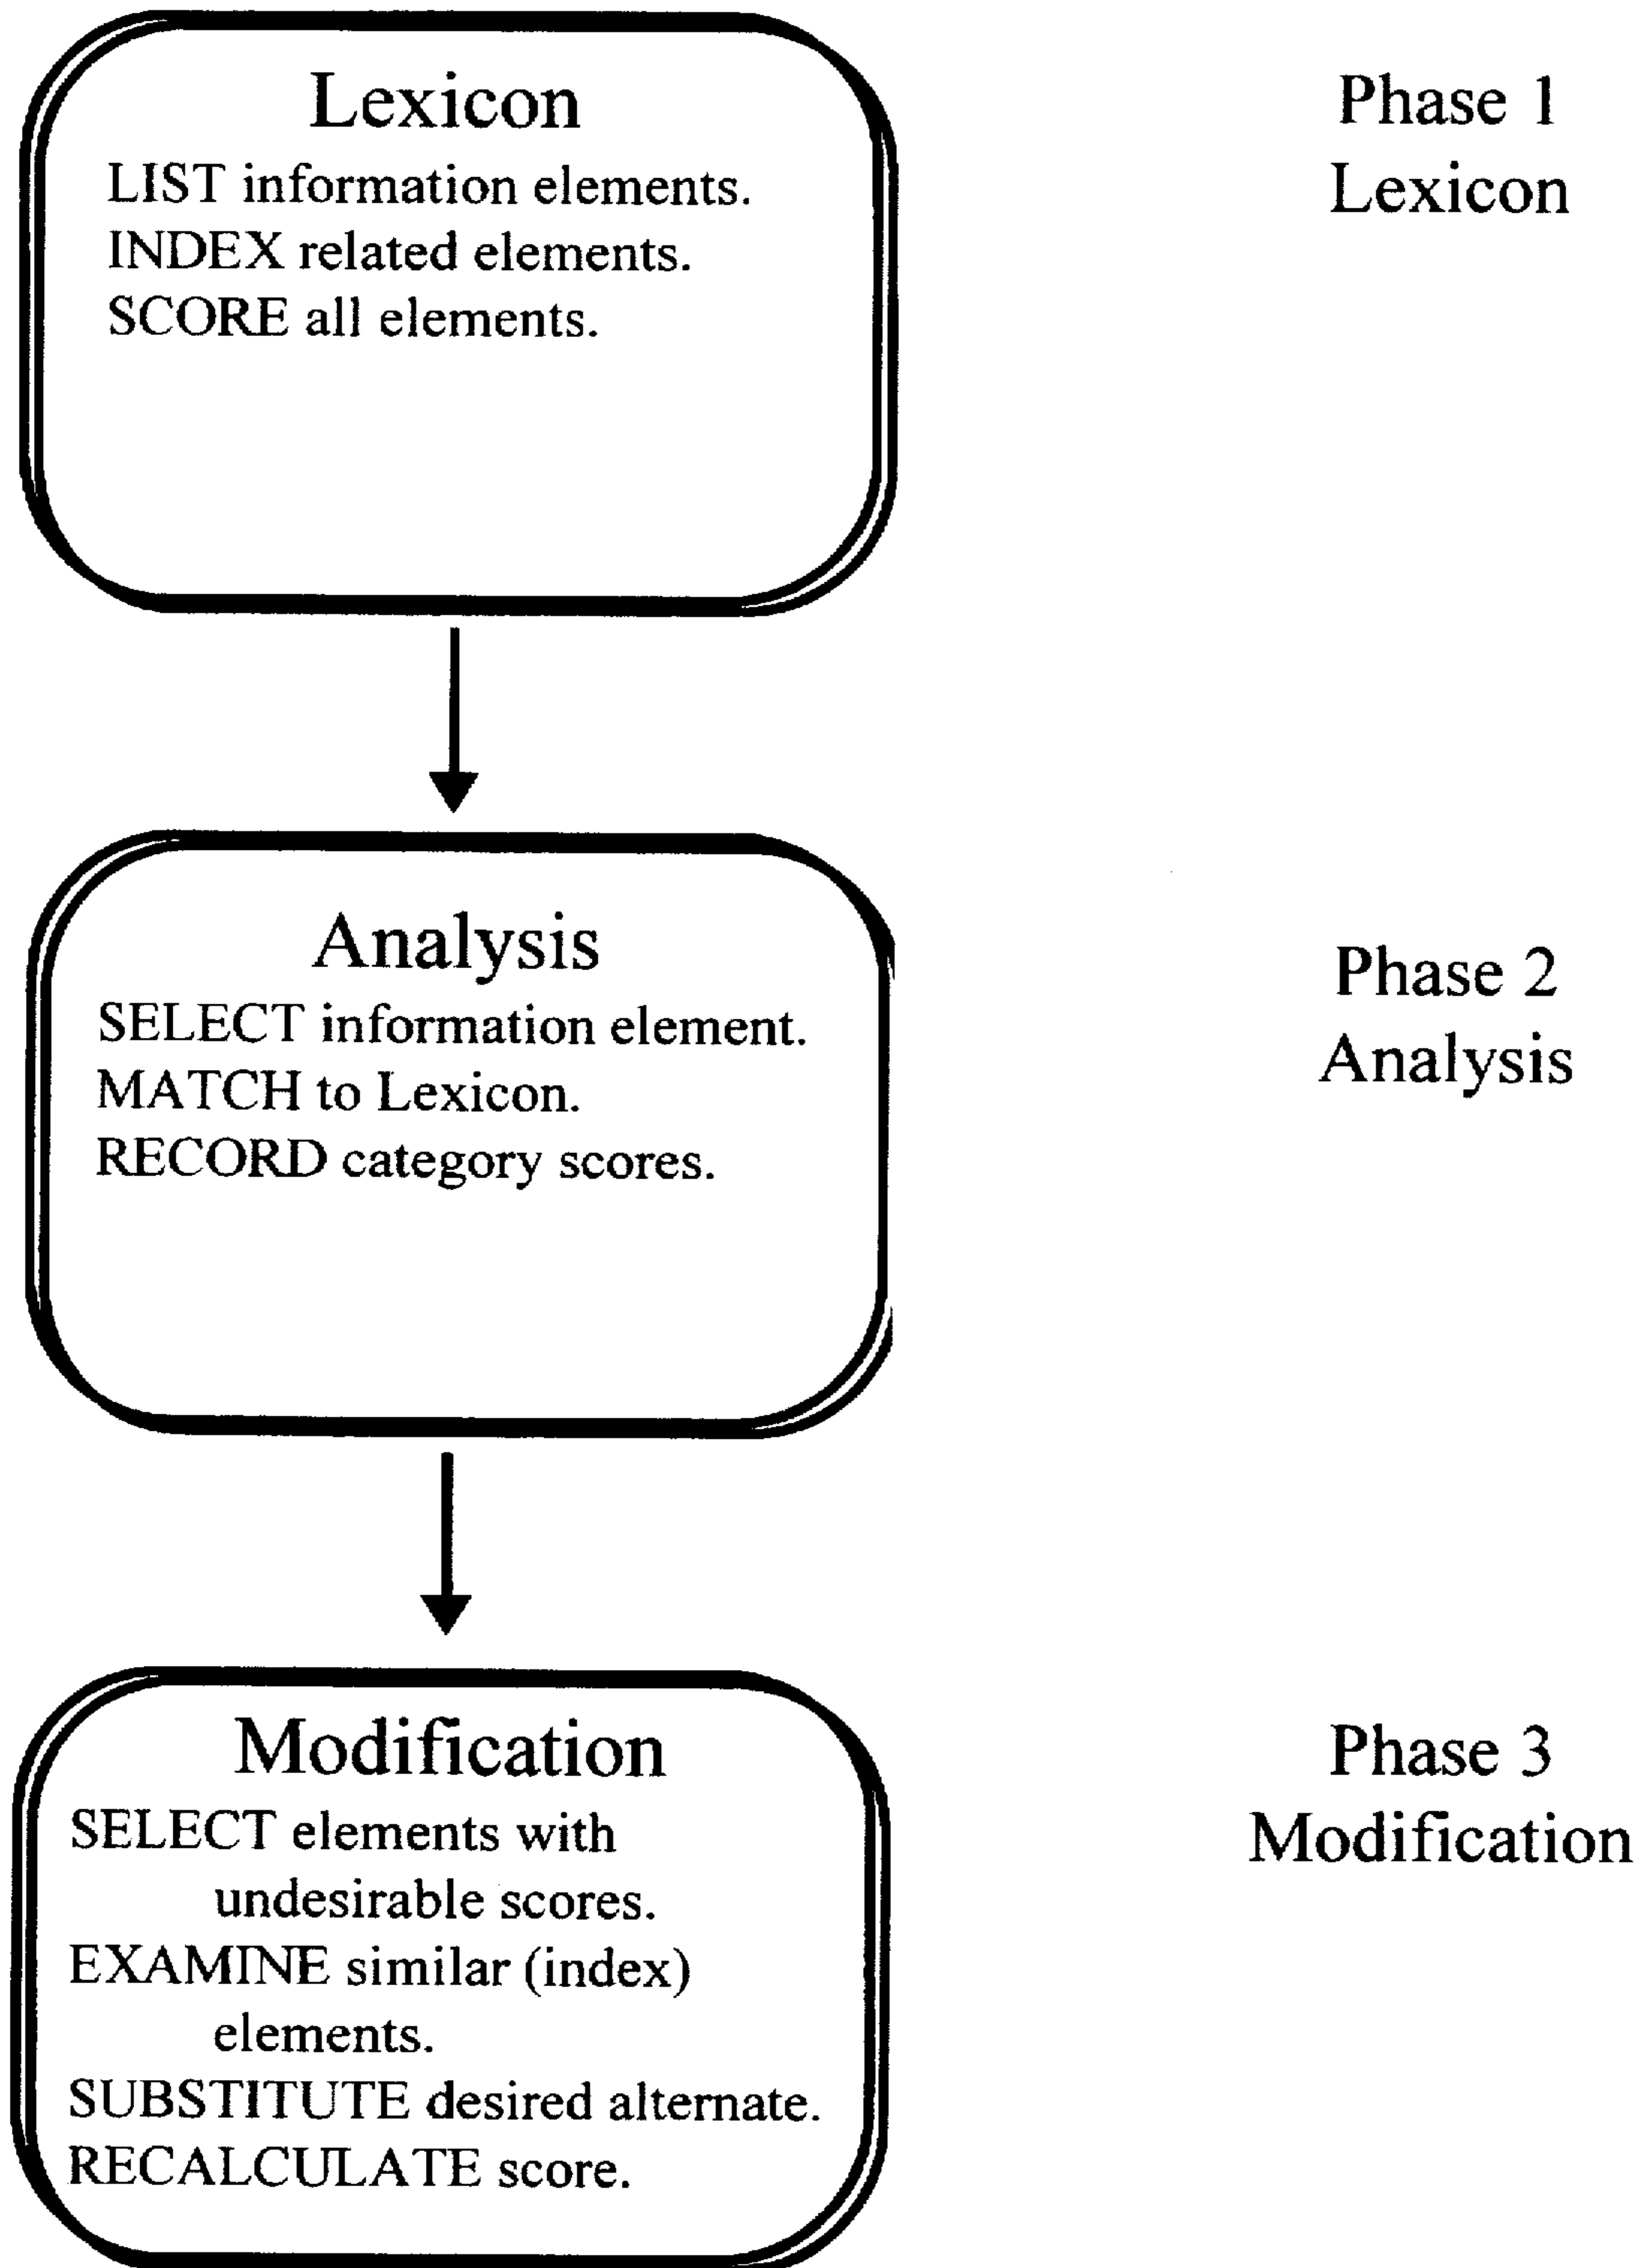 Lexicon
LIST information elements.
INDEX related elements.
SCORE all elements.
Phase 1
Lexicon
Analysis
SELECT information element.
MATCH to Lexicon.
RECORD category scores.
Phase 2
Analysis
Modification
SELECT elements with
undesirable scores.
EXAMINE similar (index)
elements.
SUBSTITUTE desired alternate.
RECALCULATE score.
Phase 3
Modification